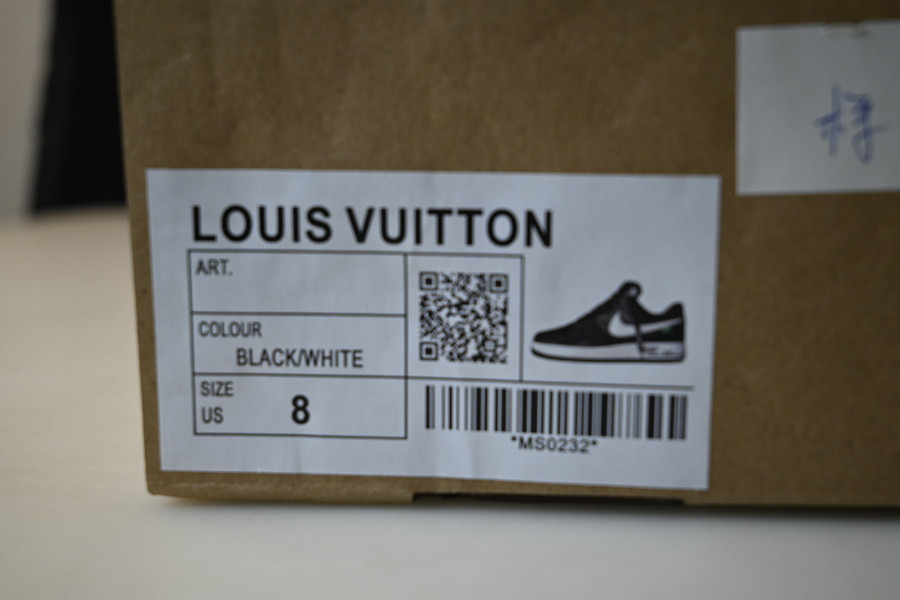 LOUIS VUITTON
ART.
COLOUR
BLACK/WHITE
SIZE
US 8
*MS0232*